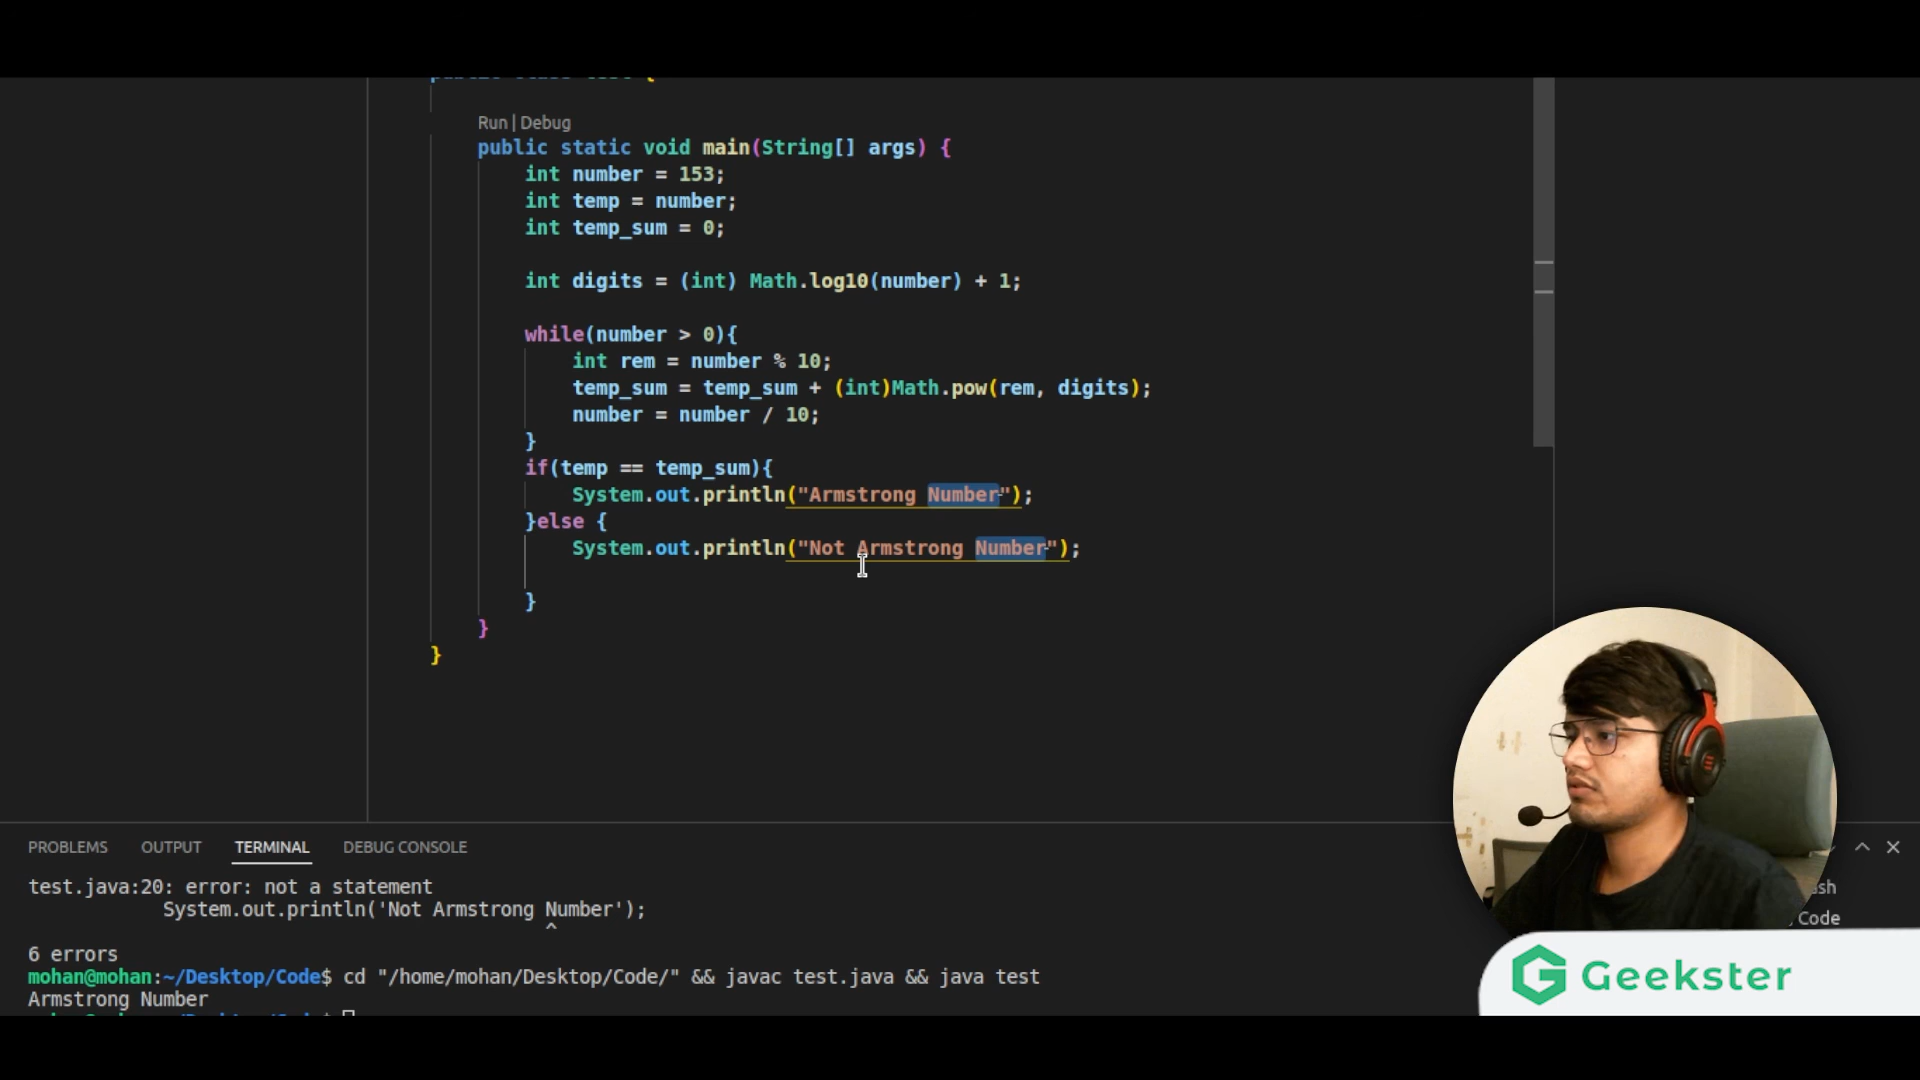 Run | Debug
public static void main(String[] args) {
int number = 153;
int temp = number;
int temp_sum = 0;
int digits = (int) Math.log10(number) + 1;
while(number > 0){
int rem = number % 10;
temp_sum = temp_sum + (int)Math.pow(rem, digits);
number = number / 10;
}
if(temp == temp_sum){
System.out.println("Armstrong Number");
}else {
System.out.println("Not Armstrong Number");
}
}
}
PROBLEMS OUTPUT TERMINAL DEBUG CONSOLE
test.java:20: error: not a statement
System.out.println('Not Armstrong Number');
^
6 errors
mohan@mohan:~/Desktop/Code$ cd "/home/mohan/Desktop/Code/" && javac test.java && java test
Armstrong Number
Code
Geekster